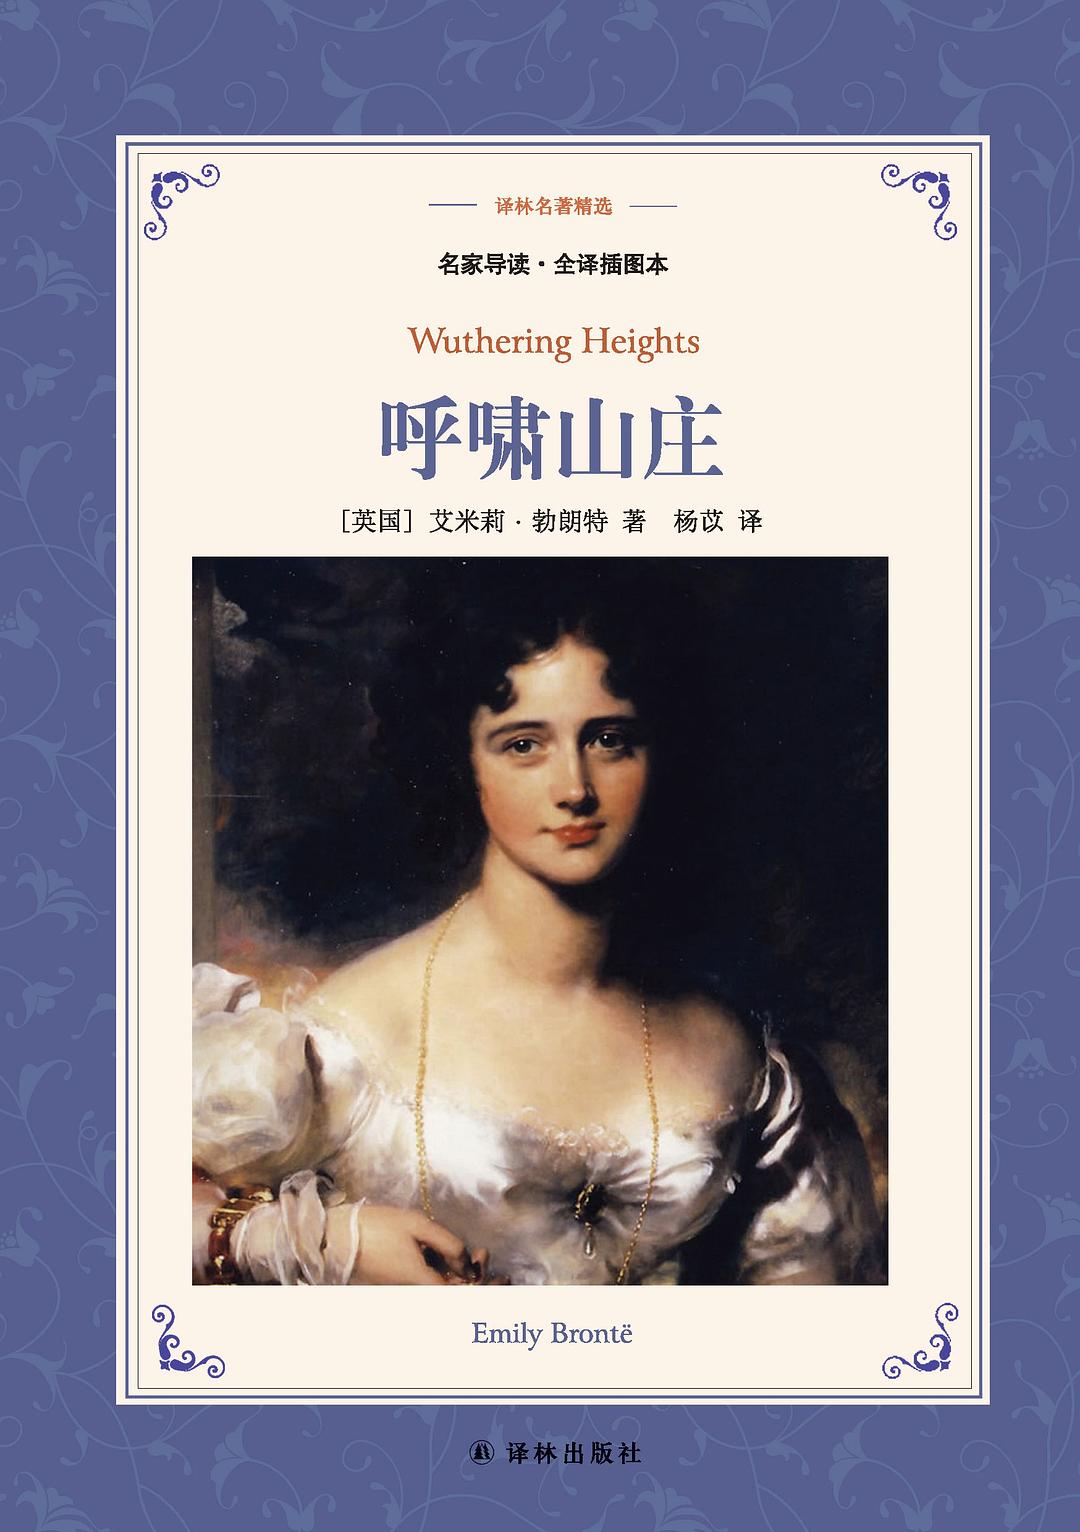 译林名著精选
名家导读·全译插图本
Wuthering Heights
呼啸山庄
［英国］艾米莉·勃朗特 著 杨苡 译
Emily Brontë
译林出版社